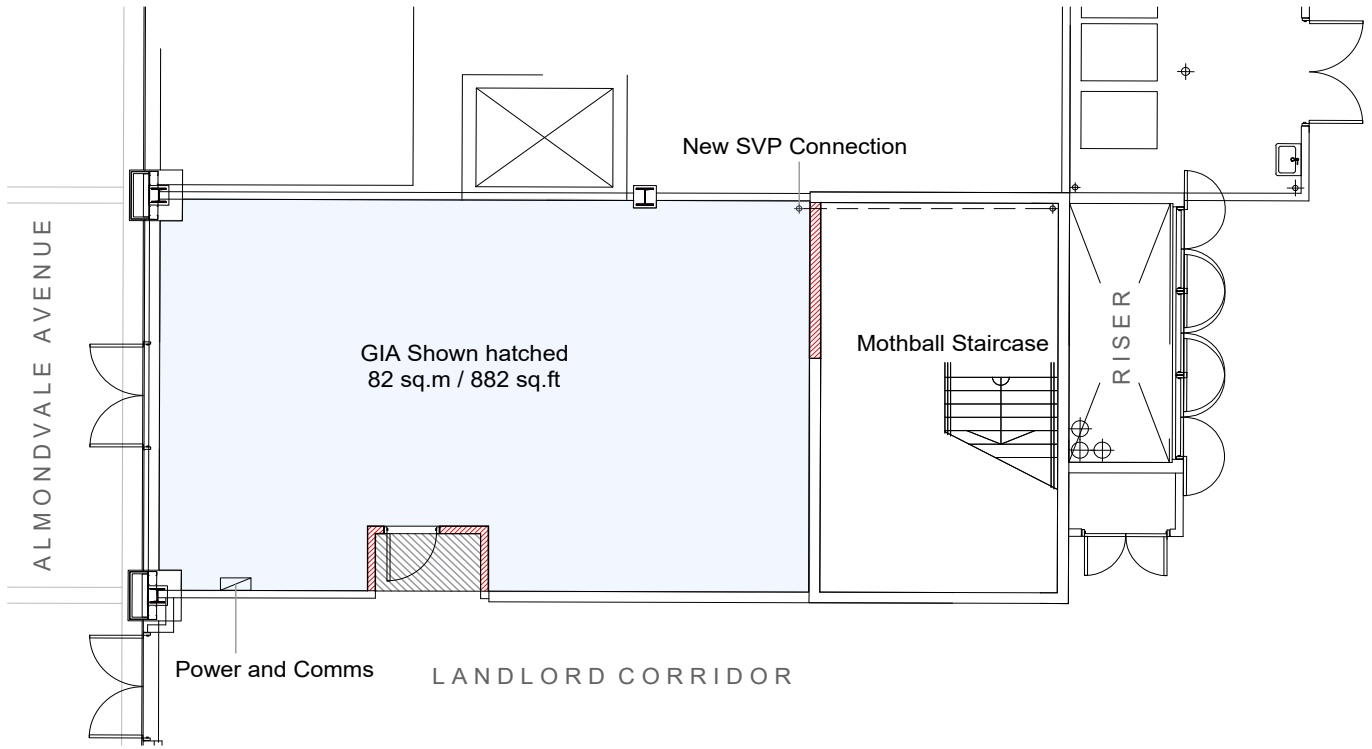 New SVP Connection
ALMONDVALE AVENUE
GIA Shown hatched
82 sq.m / 882 sq.ft
Mothball Staircase
RISER
Power and Comms
LANDLORD CORRIDOR